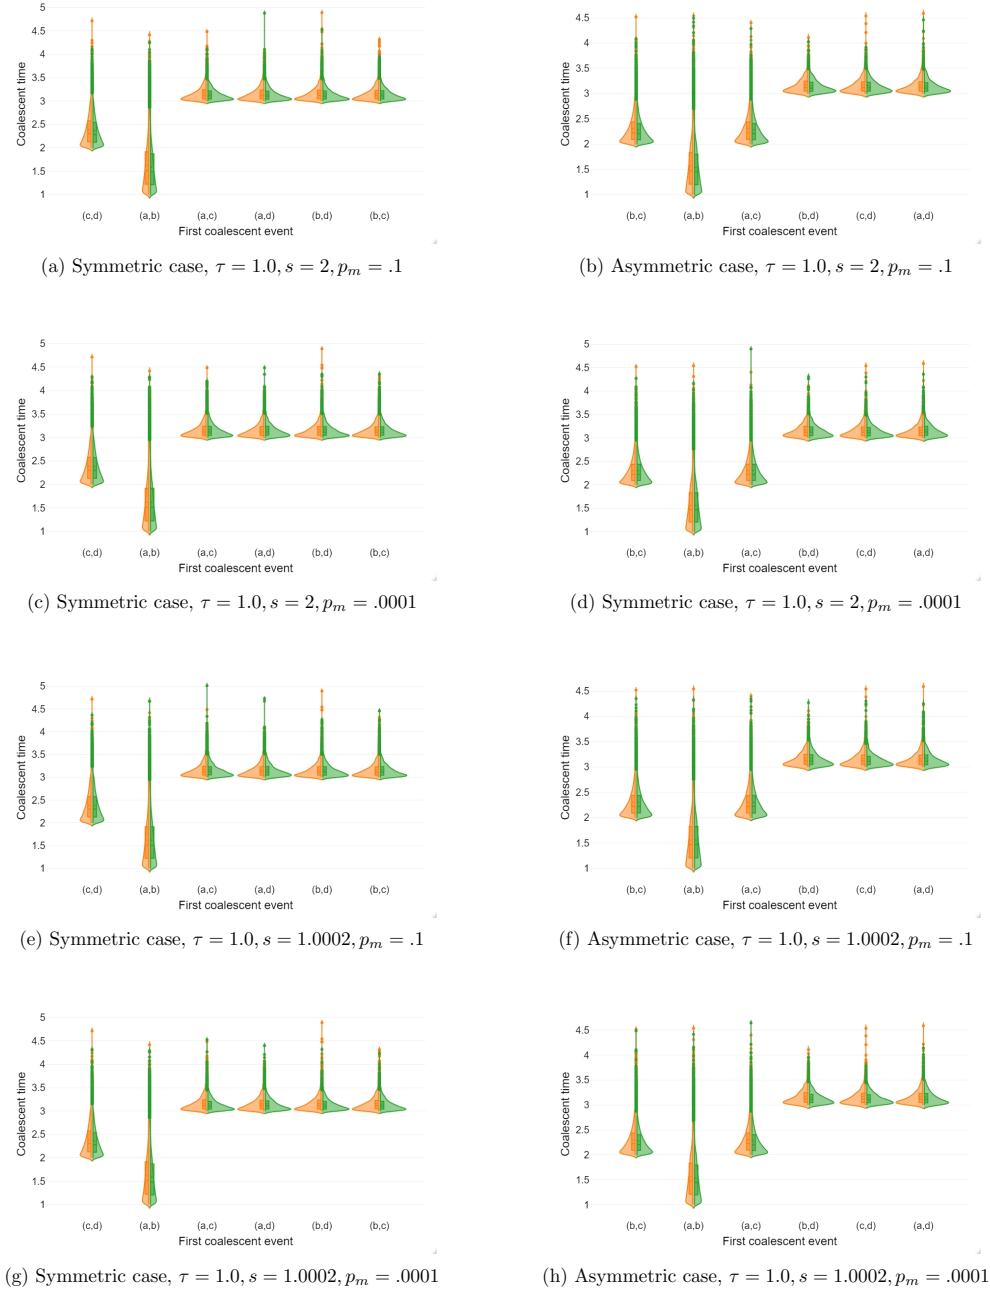 5
4.5
4
3.5
3
2.5
2
1.5
1
Coalescent time
(c,d) (a,b) (a,c) (a,d) (b,d) (b,c)
First coalescent event
(a) Symmetric case, τ = 1.0, s = 2, pₘ = .1
4.5
4
3.5
3
2.5
2
1.5
1
Coalescent time
(b,c) (a,b) (a,c) (b,d) (c,d) (a,d)
First coalescent event
(b) Asymmetric case, τ = 1.0, s = 2, pₘ = .1
5
4.5
4
3.5
3
2.5
2
1.5
1
Coalescent time
(c,d) (a,b) (a,c) (a,d) (b,d) (b,c)
First coalescent event
(c) Symmetric case, τ = 1.0, s = 2, pₘ = .0001
5
4.5
4
3.5
3
2.5
2
1.5
1
Coalescent time
(b,c) (a,b) (a,c) (b,d) (c,d) (a,d)
First coalescent event
(d) Symmetric case, τ = 1.0, s = 2, pₘ = .0001
5
4.5
4
3.5
3
2.5
2
1.5
1
Coalescent time
(c,d) (a,b) (a,c) (a,d) (b,d) (b,c)
First coalescent event
(e) Symmetric case, τ = 1.0, s = 1.0002, pₘ = .1
4.5
4
3.5
3
2.5
2
1.5
1
Coalescent time
(b,c) (a,b) (a,c) (b,d) (c,d) (a,d)
First coalescent event
(f) Asymmetric case, τ = 1.0, s = 1.0002, pₘ = .1
5
4.5
4
3.5
3
2.5
2
1.5
1
Coalescent time
(c,d) (a,b) (a,c) (a,d) (b,d) (b,c)
First coalescent event
(g) Symmetric case, τ = 1.0, s = 1.0002, pₘ = .0001
4.5
4
3.5
3
2.5
2
1.5
1
Coalescent time
(b,c) (a,b) (a,c) (b,d) (c,d) (a,d)
First coalescent event
(h) Asymmetric case, τ = 1.0, s = 1.0002, pₘ = .0001